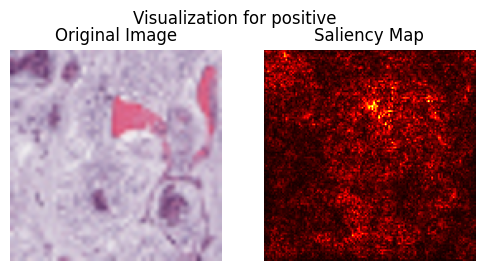 Visualization for positive
Original Image
Saliency Map